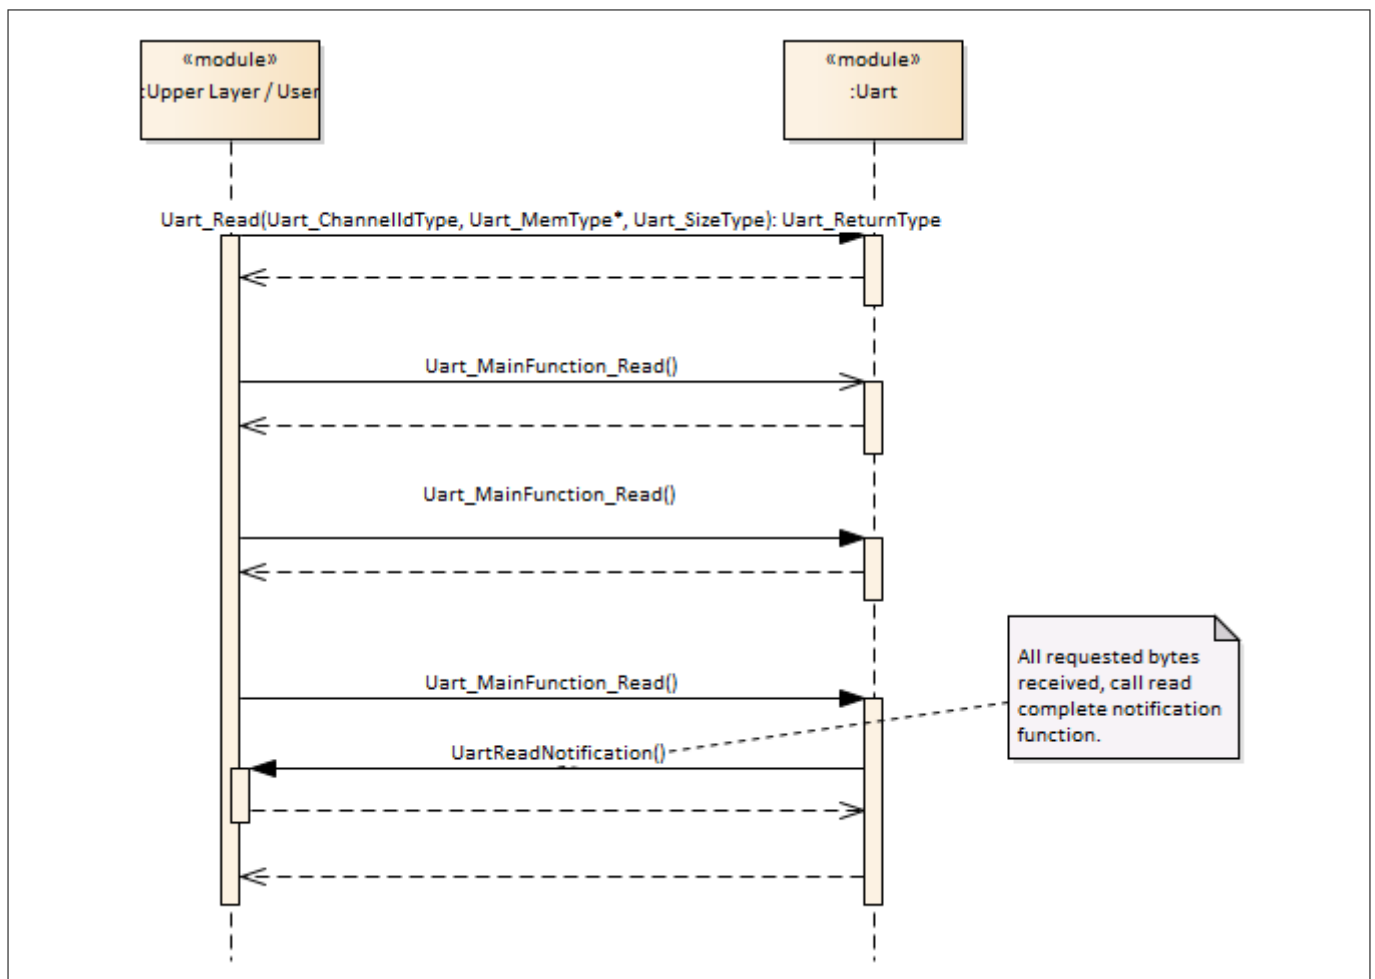 «module»
:Upper Layer / User
«module»
:Uart
Uart_Read(Uart_ChannelIdType, Uart_MemType*, Uart_SizeType): Uart_ReturnType
Uart_MainFunction_Read()
Uart_MainFunction_Read()
Uart_MainFunction_Read()
UartReadNotification()
All requested bytes
received, call read
complete notification
function.